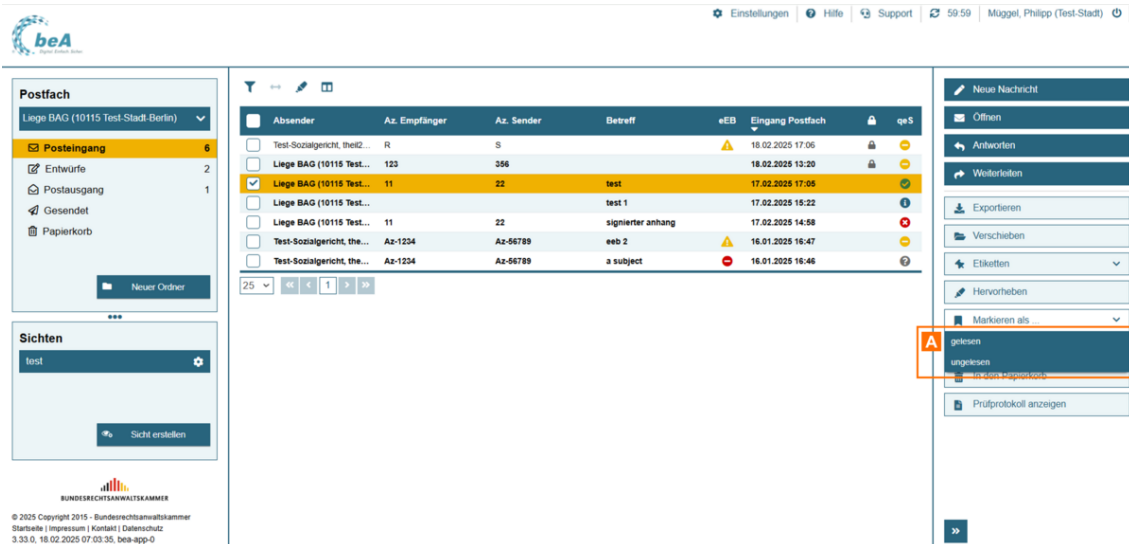 Einstellungen Hilfe Support 59:59 Müggel, Philipp (Test-Stadt)
beA
Digital. Einfach. Sicher.
Postfach
Liege BAG (10115 Test-Stadt-Berlin)
Posteingang 6
Entwürfe 2
Postausgang 1
Gesendet
Papierkorb
Neuer Ordner
Sichten
test
Sicht erstellen
BUNDESRECHTSANWALTSKAMMER
© 2025 Copyright 2015 - Bundesrechtsanwaltskammer
Startseite | Impressum | Kontakt | Datenschutz
3.33.0, 18.02.2025 07:03:35, bea-app-0
Absender Az. Empfänger Az. Sender Betreff eEB Eingang Postfach qeS
Test-Sozialgericht, theil2... R S 18.02.2025 17:06
Liege BAG (10115 Test... 123 356 18.02.2025 13:20
Liege BAG (10115 Test... 11 22 test 17.02.2025 17:05
Liege BAG (10115 Test... test 1 17.02.2025 15:22
Liege BAG (10115 Test... 11 22 signierter anhang 17.02.2025 14:58
Test-Sozialgericht, the... Az-1234 Az-56789 eeb 2 16.01.2025 16:47
Test-Sozialgericht, the... Az-1234 Az-56789 a subject 16.01.2025 16:46
25 « < 1 > »
Neue Nachricht
Öffnen
Antworten
Weiterleiten
Exportieren
Verschieben
Etiketten
Hervorheben
Markieren als ...
A
gelesen
ungelesen
In den Papierkorb
Prüfprotokoll anzeigen
»